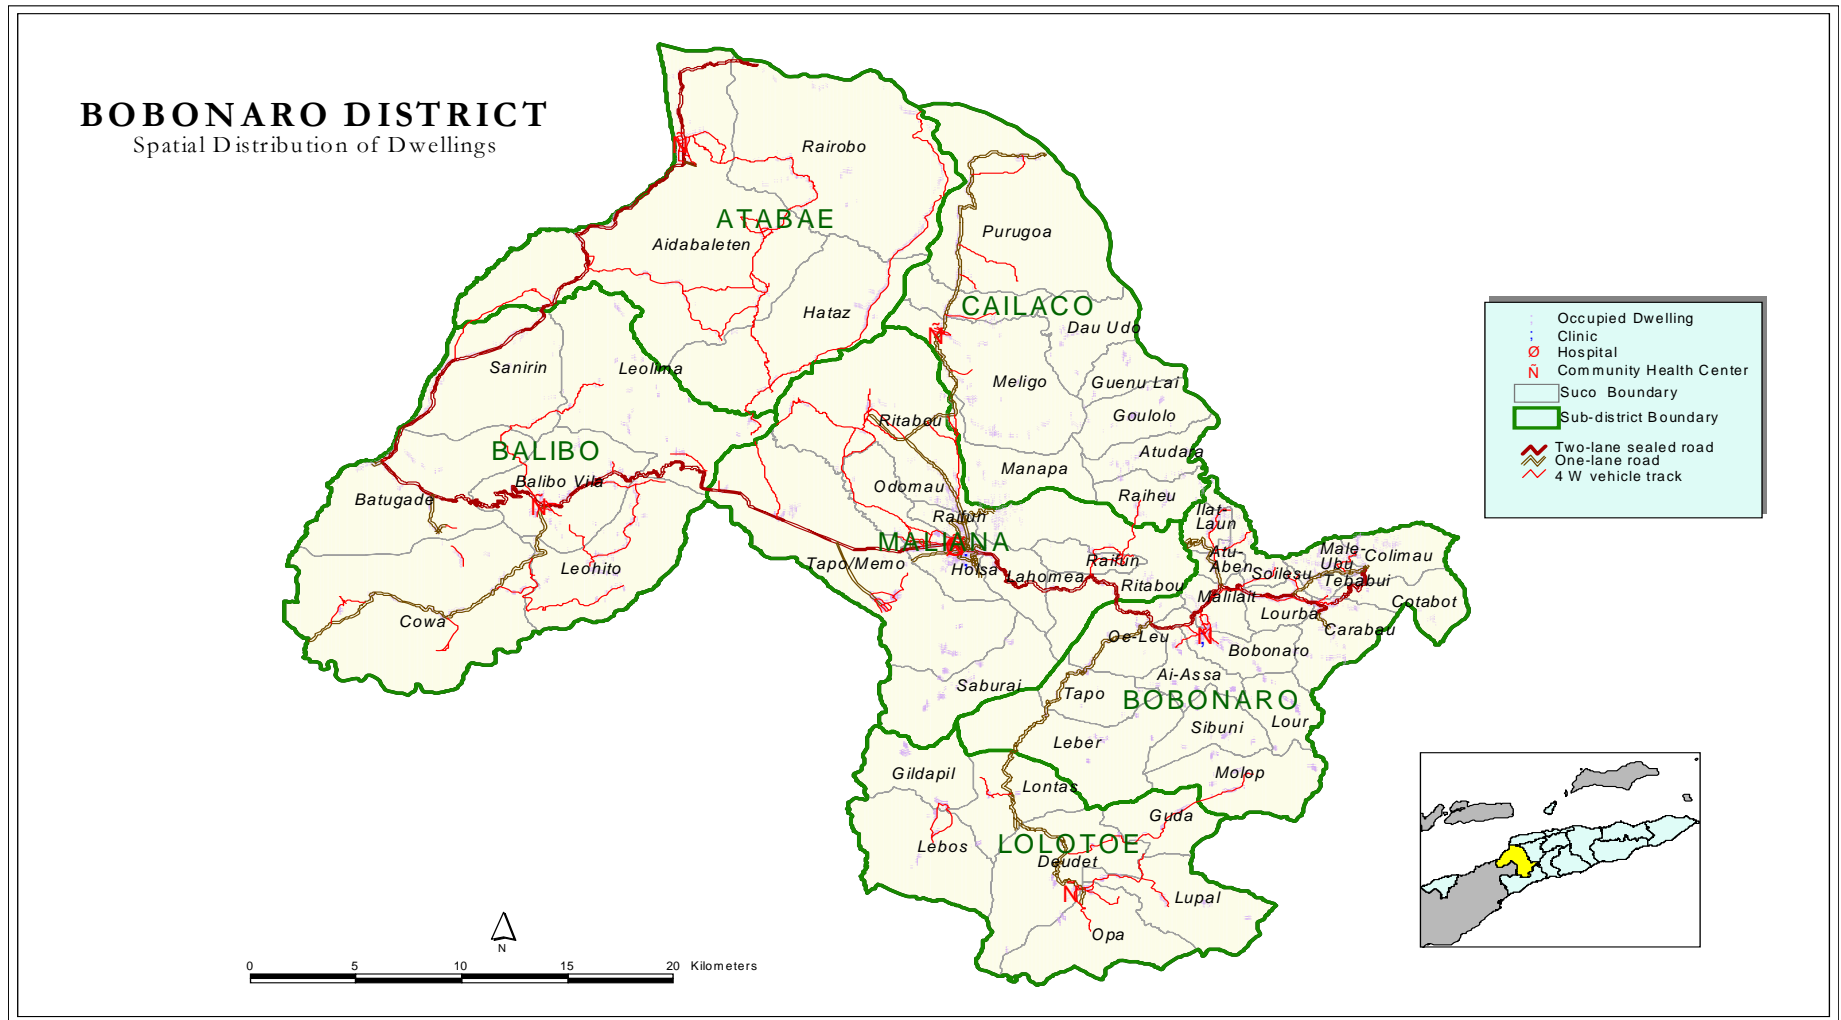 BOBONARO DISTRICT
Spatial Distribution of Dwellings
Rairobo
ATABAE
Aidabaleten
Purugoa
Hataz
CAILACO
Dau Udo
Sanirin
Leolima
Meligo
Guenu Lai
Goulolo
Ritabou
BALIBO
Atudara
Manapa
Balibo Vila
Batugade
Odomau
Raiheu
Raifun
Ilat-
Laun
MALIANA
Atu-
Aben
Male-
Ubu
Colimau
Tapo/Memo
Holsa
Lahomea
Raifun
Ritabou
Soilesu
Tebabui
Leohito
Malilait
Lourba
Cotabot
Carabau
Cowa
Oe-Leu
Bobonaro
Saburai
Tapo
Ai-Assa
BOBONARO
Sibuni
Lour
Leber
Gildapil
Lontas
Molop
Guda
Lebos
LOLOTOE
Deudet
Lupal
Opa
Occupied Dwelling
Clinic
Ø Hospital
Ñ Community Health Center
Suco Boundary
Sub-district Boundary
Two-lane sealed road
One-lane road
4 W vehicle track
N
0 5 10 15 20 Kilometers
Ñ
Ñ
Ñ
Ñ
Ñ